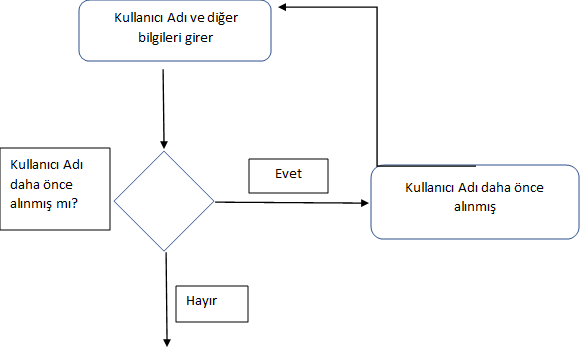 Kullanıcı Adı ve diğer
bilgileri girer
Kullanıcı Adı
daha önce
alınmış mı?
Evet
Kullanıcı Adı daha önce
alınmış
Hayır